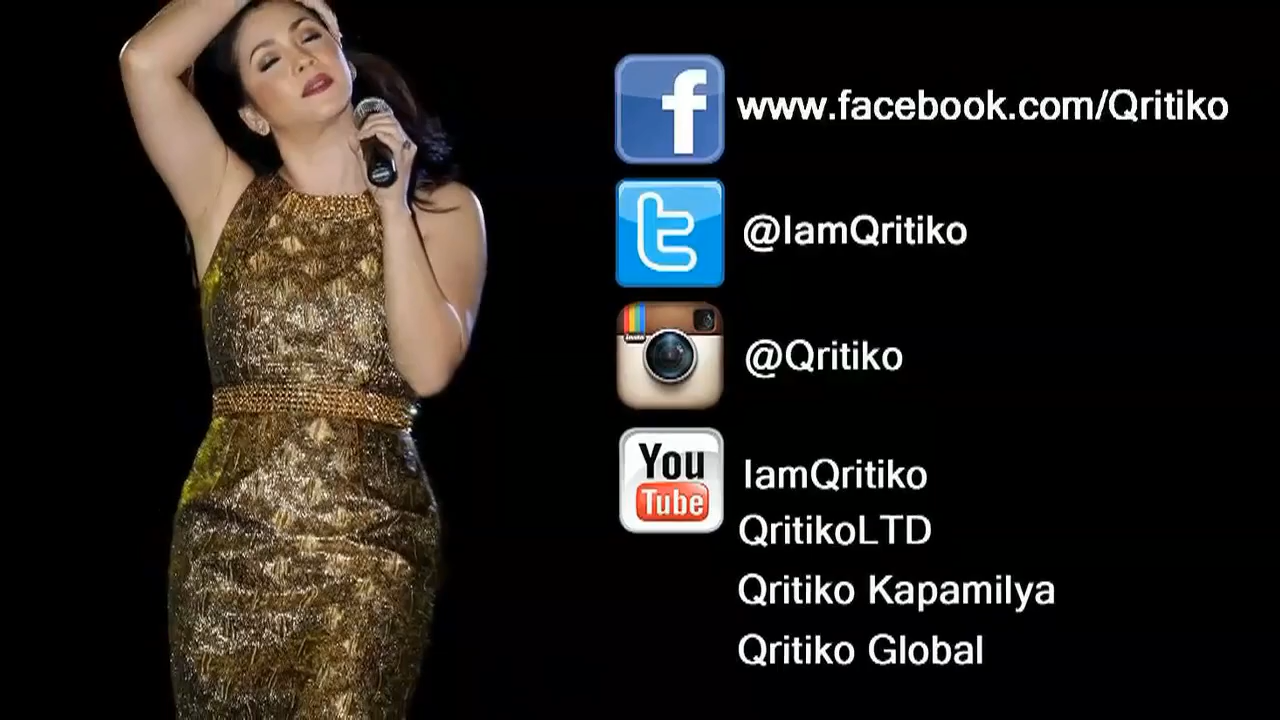 www.facebook.com/Qritiko
@IamQritiko
@Qritiko
You
Tube
IamQritiko
QritikoLTD
Qritiko Kapamilya
Qritiko Global